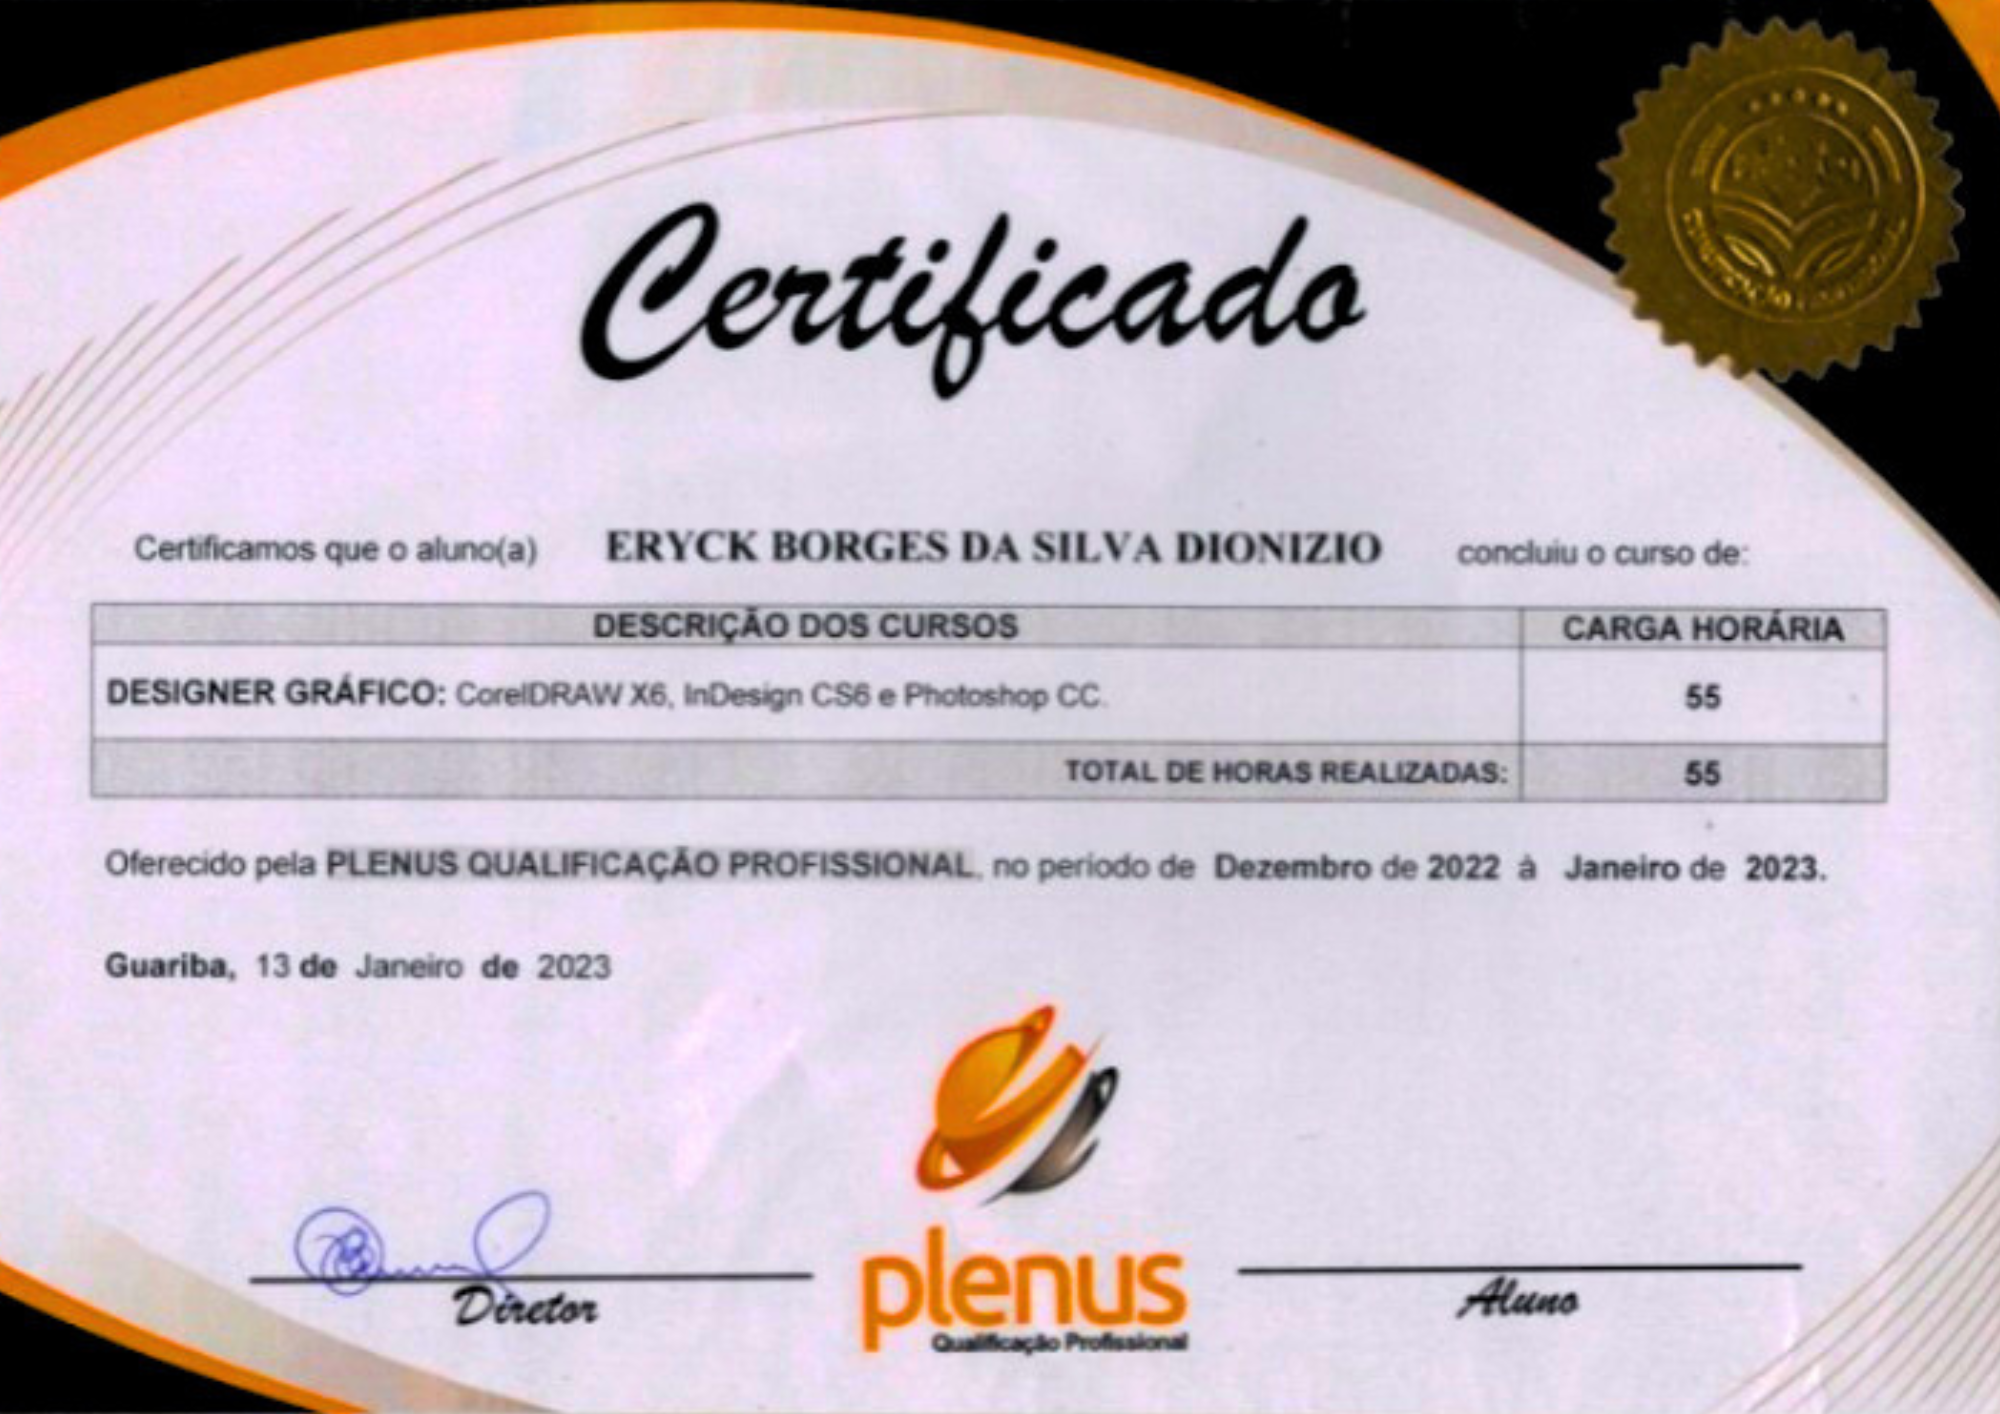 Certificado
Certificamos que o aluno(a) ERYCK BORGES DA SILVA DIONIZIO concluiu o curso de:
DESCRIÇÃO DOS CURSOS CARGA HORÁRIA
DESIGNER GRÁFICO: CorelDRAW X6, InDesign CS6 e Photoshop CC. 55
TOTAL DE HORAS REALIZADAS: 55
Oferecido pela PLENUS QUALIFICAÇÃO PROFISSIONAL, no periodo de Dezembro de 2022 à Janeiro de 2023.
Guariba, 13 de Janeiro de 2023
Diretor
plenus
Qualificação Profissional
Aluno